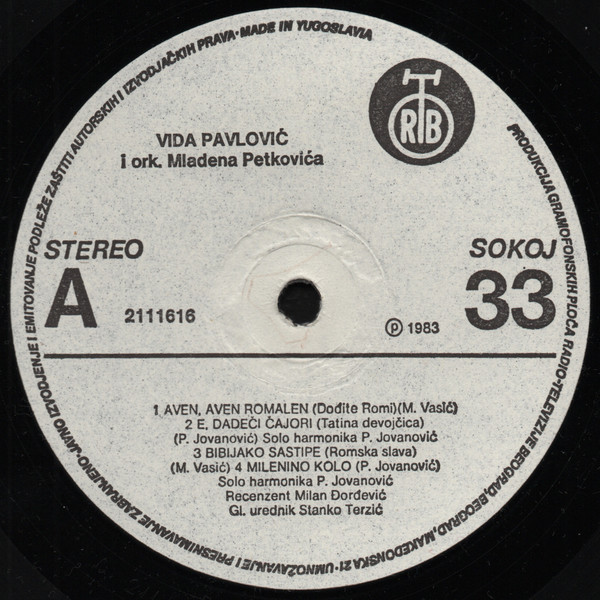 JAVNO IZVODJENJE I EMITOVANJE PODLEŽE ZAŠTITI AUTORSKIH I IZVODJAČKIH PRAVA·MADE IN YUGOSLAVIA
PRODUKCIJA GRAMOFONSKIH PLOČA RADIO-TELEVIZIJE BEOGRAD, BEOGRAD, MAKEDONSKA 21·UMNOŽAVANJE I PRESNIMAVANJE ZABRANJENO·
RTB
VIDA PAVLOVIĆ
i ork. Mladena Petkovića
STEREO
SOKOJ
A
2111616
℗ 1983
33
1 AVEN, AVEN ROMALEN (Dođite Romi)(M. Vasić)
2 E, DADEČI ČAJORI (Tatina devojčica)
(P. Jovanović) Solo harmonika P. Jovanović
3 BIBIJAKO SASTIPE (Romska slava)
(M. Vasić) 4 MILENINO KOLO (P. Jovanović)
Solo harmonika P. Jovanović
Recenzent Milan Đorđević
Gl. urednik Stanko Terzić